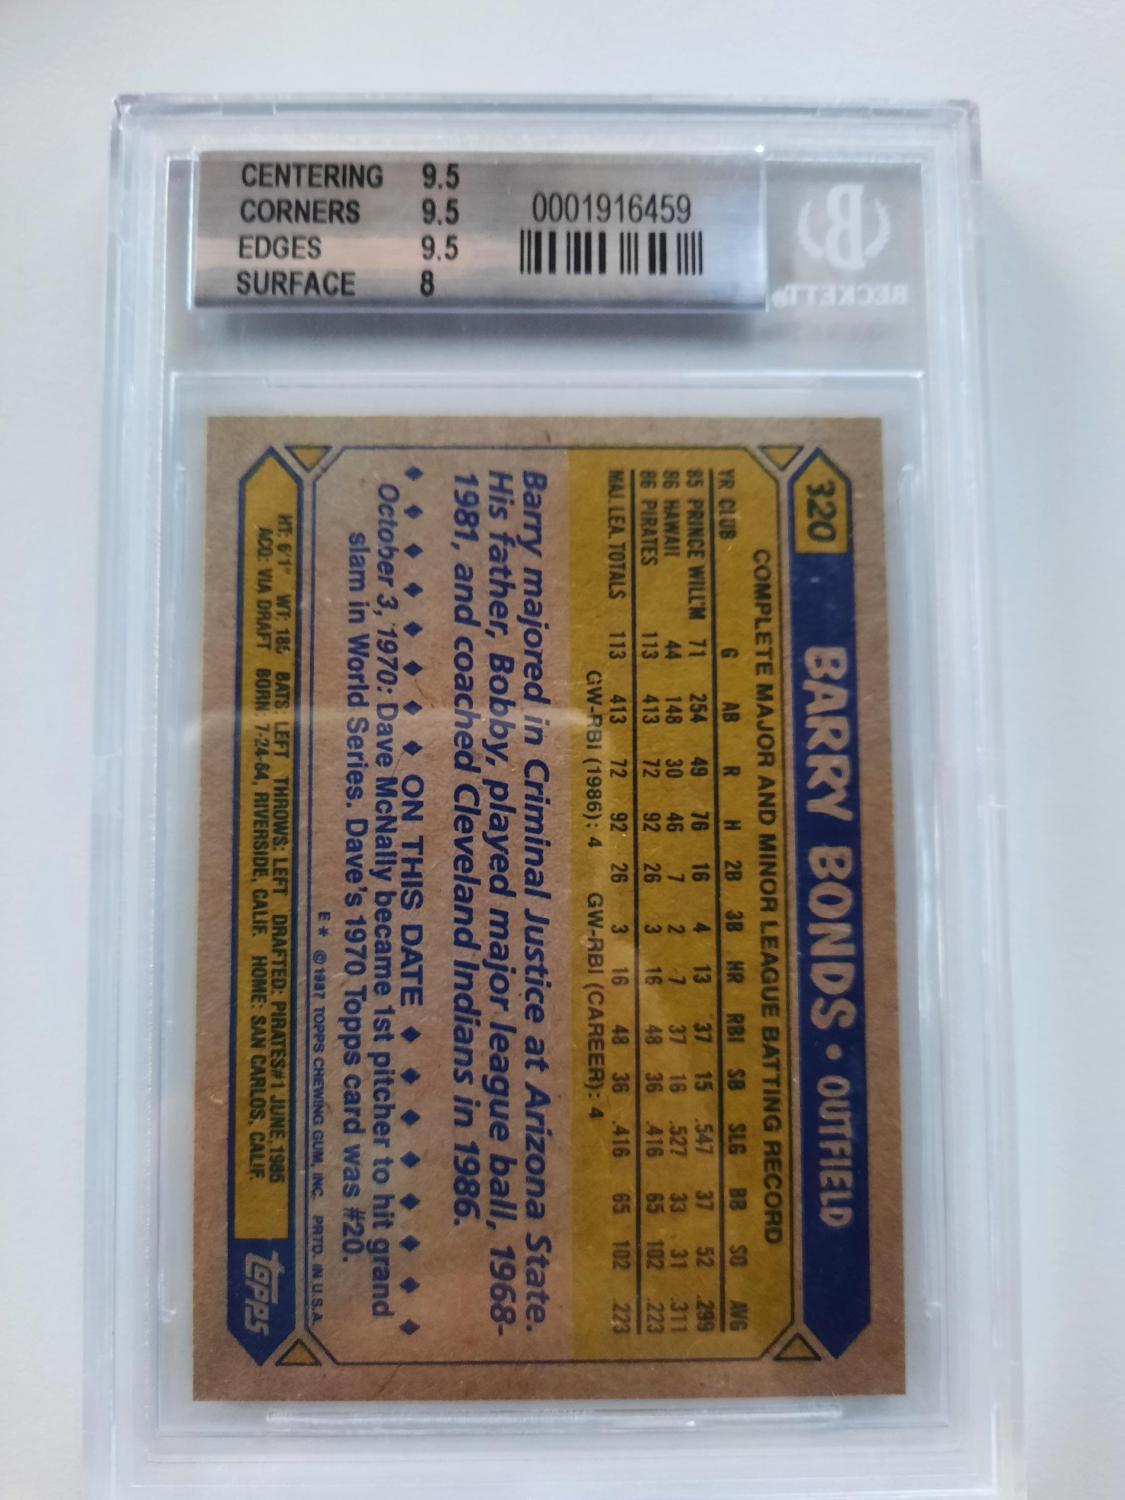 CENTERING 9.5
CORNERS 9.5
EDGES 9.5
SURFACE 8
0001916459
BECKETT
320 BARRY BONDS • OUTFIELD
COMPLETE MAJOR AND MINOR LEAGUE BATTING RECORD
YR CLUB G AB R H 2B 3B HR RBI SB SLG BB SO AVG
85 PRINCE WILL'M 71 254 49 76 16 4 13 37 15 .547 37 52 .299
86 HAWAII 44 148 30 46 7 2 7 37 16 .527 33 31 .311
86 PIRATES 113 413 72 92 26 3 16 48 36 .416 65 102 .223
MAJ. LEA. TOTALS 113 413 72 92 26 3 16 48 36 .416 65 102 .223
GW-RBI (1986): 4 GW-RBI (CAREER): 4
Barry majored in Criminal Justice at Arizona State.
His father, Bobby, played major league ball, 1968-
1981, and coached Cleveland Indians in 1986.
ON THIS DATE
October 3, 1970: Dave McNally became 1st pitcher to hit grand
slam in World Series. Dave's 1970 Topps card was #20.
E* ©1987 TOPPS CHEWING GUM, INC. PRTD. IN U.S.A.
HT: 6'1" WT: 185 BATS: LEFT THROWS: LEFT DRAFTED: PIRATES#1 JUNE, 1985
ACQ: VIA DRAFT BORN: 7-24-64, RIVERSIDE, CALIF. HOME: SAN CARLOS, CALIF.
topps